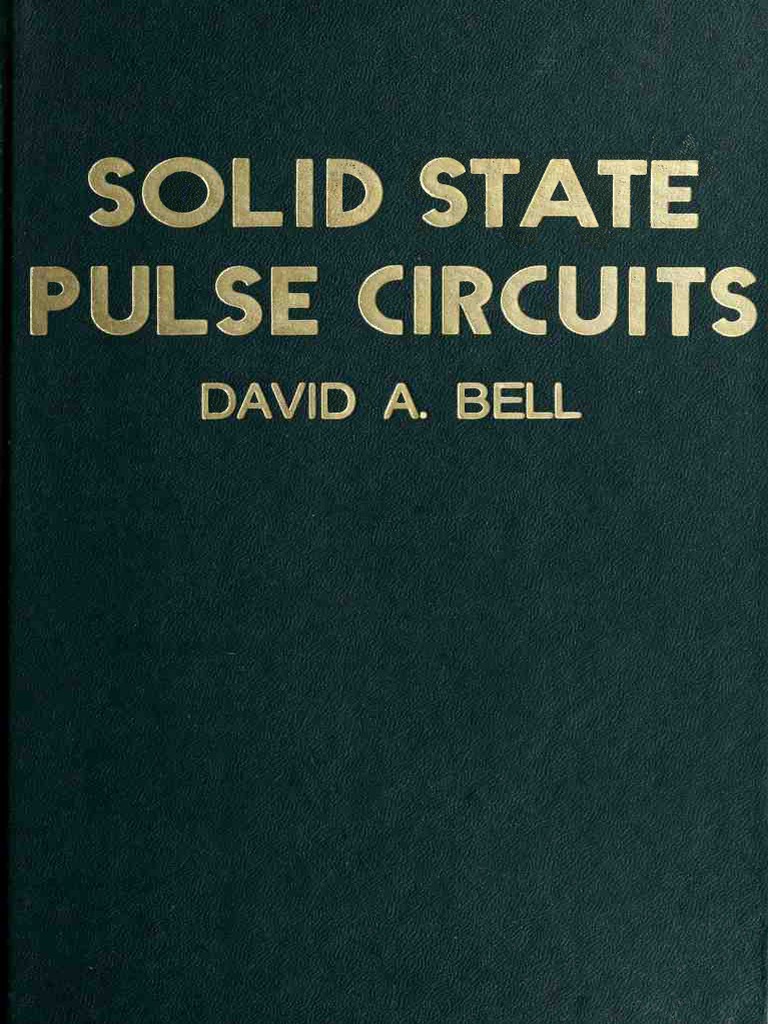 SOLID STATE
PULSE CIRCUITS
DAVID A. BELL